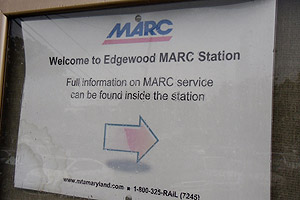 MARC
Welcome to Edgewood MARC Station
Full information on MARC service
can be found inside the station
www.mtamaryland.com ■ 1-800-325-RAIL (7245)